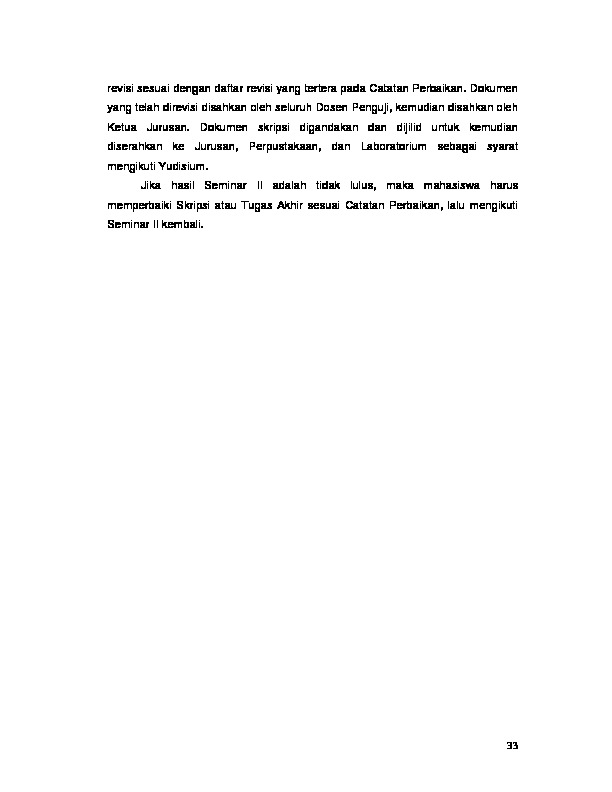 revisi sesuai dengan daftar revisi yang tertera pada Catatan Perbaikan. Dokumen
yang telah direvisi disahkan oleh seluruh Dosen Penguji, kemudian disahkan oleh
Ketua Jurusan. Dokumen skripsi digandakan dan dijilid untuk kemudian
diserahkan ke Jurusan, Perpustakaan, dan Laboratorium sebagai syarat
mengikuti Yudisium.
Jika hasil Seminar II adalah tidak lulus, maka mahasiswa harus
memperbaiki Skripsi atau Tugas Akhir sesuai Catatan Perbaikan, lalu mengikuti
Seminar II kembali.
33